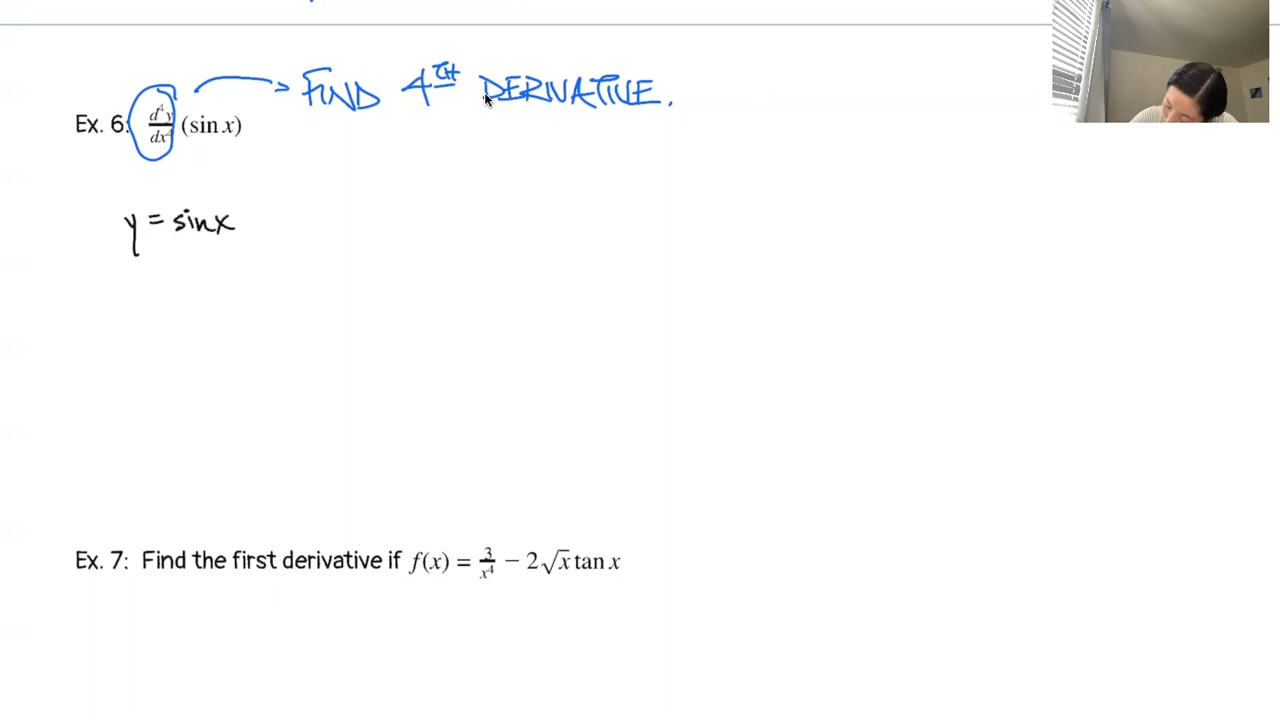 FIND 4TH DERIVATIVE.
Ex. 6: d⁴y/dx⁴ (sin x)
y = sinx
Ex. 7: Find the first derivative if f(x) = 3/x⁴ − 2√x tan x